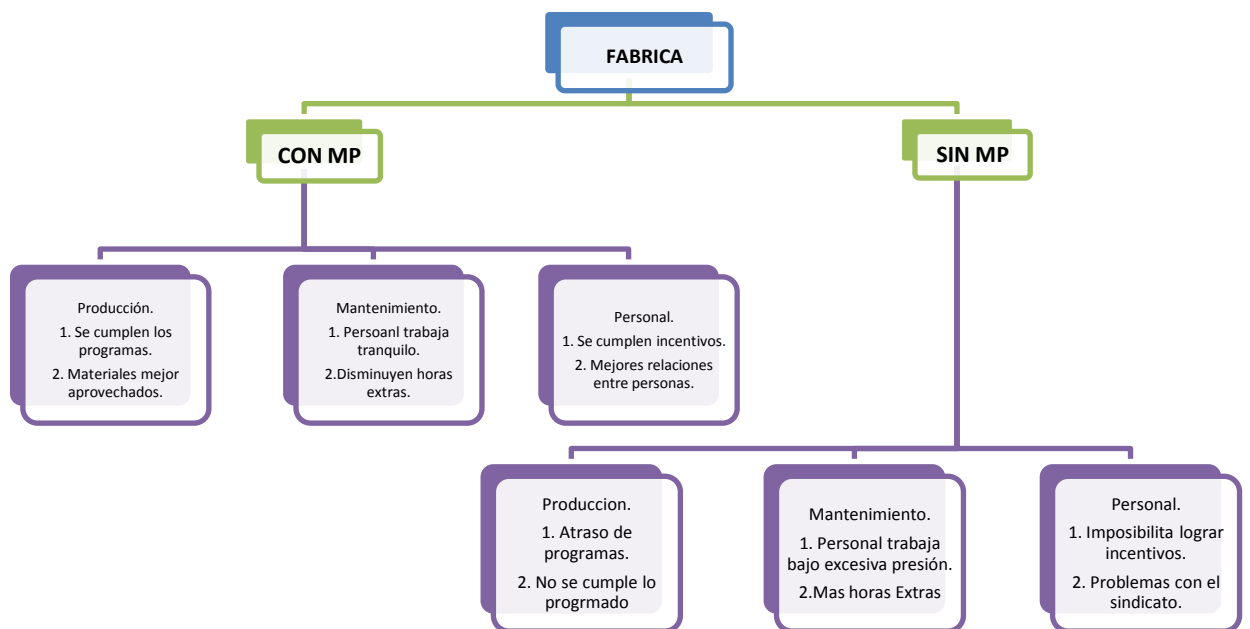 FABRICA
CON MP
SIN MP
Producción.
1. Se cumplen los
programas.
2. Materiales mejor
aprovechados.
Mantenimiento.
1. Persoanl trabaja
tranquilo.
2.Disminuyen horas
extras.
Personal.
1. Se cumplen incentivos.
2. Mejores relaciones
entre personas.
Produccion.
1. Atraso de
programas.
2. No se cumple lo
progrmado
Mantenimiento.
1. Personal trabaja
bajo excesiva presión.
2.Mas horas Extras
Personal.
1. Imposibilita lograr
incentivos.
2. Problemas con el
sindicato.